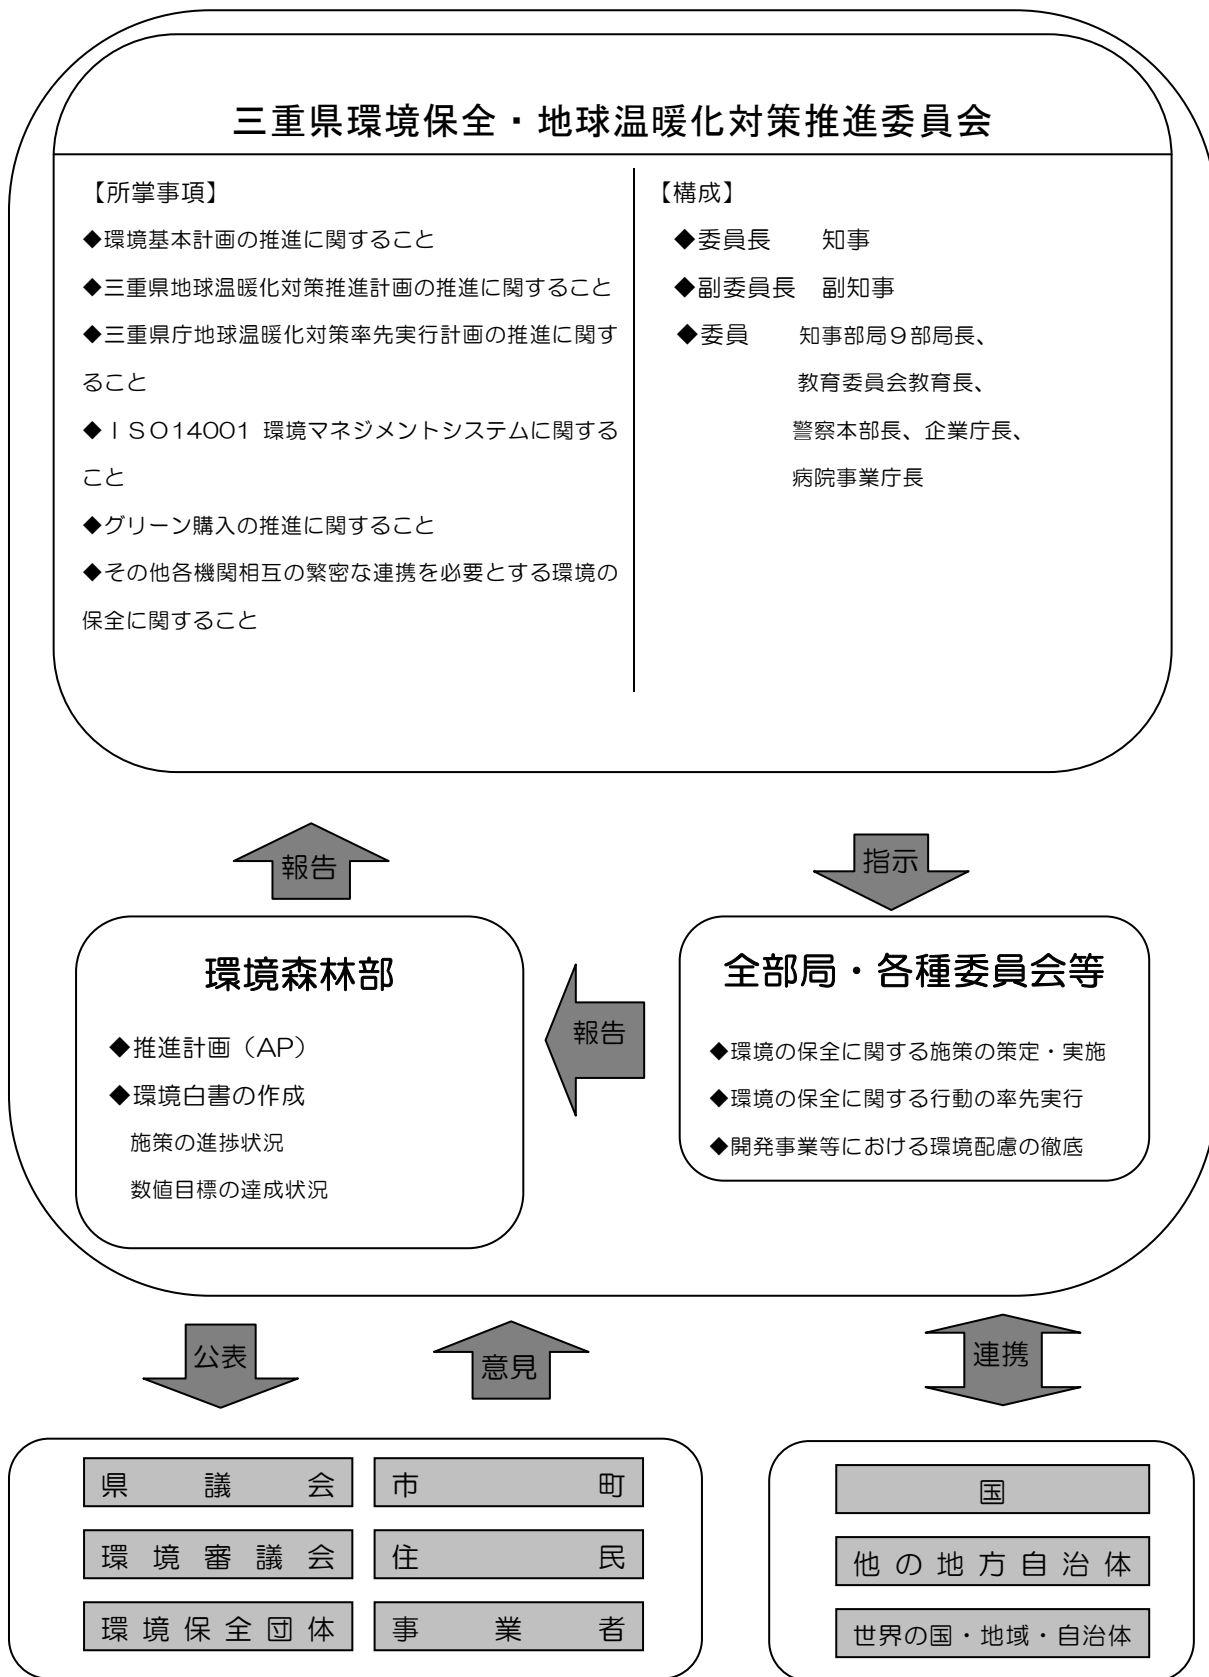 三重県環境保全・地球温暖化対策推進委員会
【所掌事項】
◆環境基本計画の推進に関すること
◆三重県地球温暖化対策推進計画の推進に関すること
◆三重県庁地球温暖化対策率先実行計画の推進に関す
ること
◆ＩＳＯ14001 環境マネジメントシステムに関する
こと
◆グリーン購入の推進に関すること
◆その他各機関相互の緊密な連携を必要とする環境の
保全に関すること
【構成】
◆委員長　　知事
◆副委員長　副知事
◆委員　　知事部局９部局長、
教育委員会教育長、
警察本部長、企業庁長、
病院事業庁長
報告
指示
環境森林部
◆推進計画（AP）
◆環境白書の作成
施策の進捗状況
数値目標の達成状況
報告
全部局・各種委員会等
◆環境の保全に関する施策の策定・実施
◆環境の保全に関する行動の率先実行
◆開発事業等における環境配慮の徹底
公表
意見
連携
県議会
市町
環境審議会
住民
環境保全団体
事業者
国
他の地方自治体
世界の国・地域・自治体